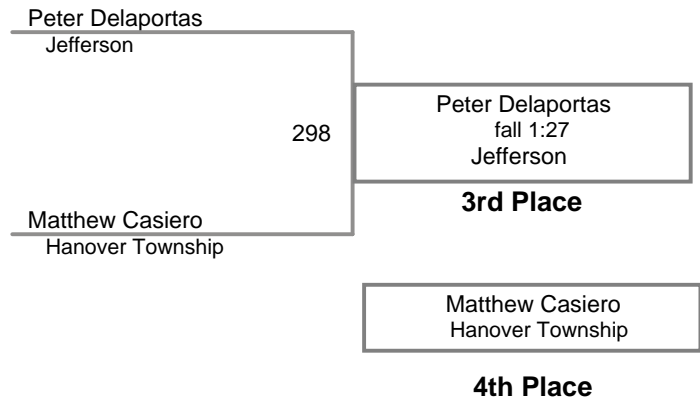 Peter Delaportas
Jefferson
298
Peter Delaportas
fall 1:27
Jefferson
3rd Place
Matthew Casiero
Hanover Township
Matthew Casiero
Hanover Township
4th Place